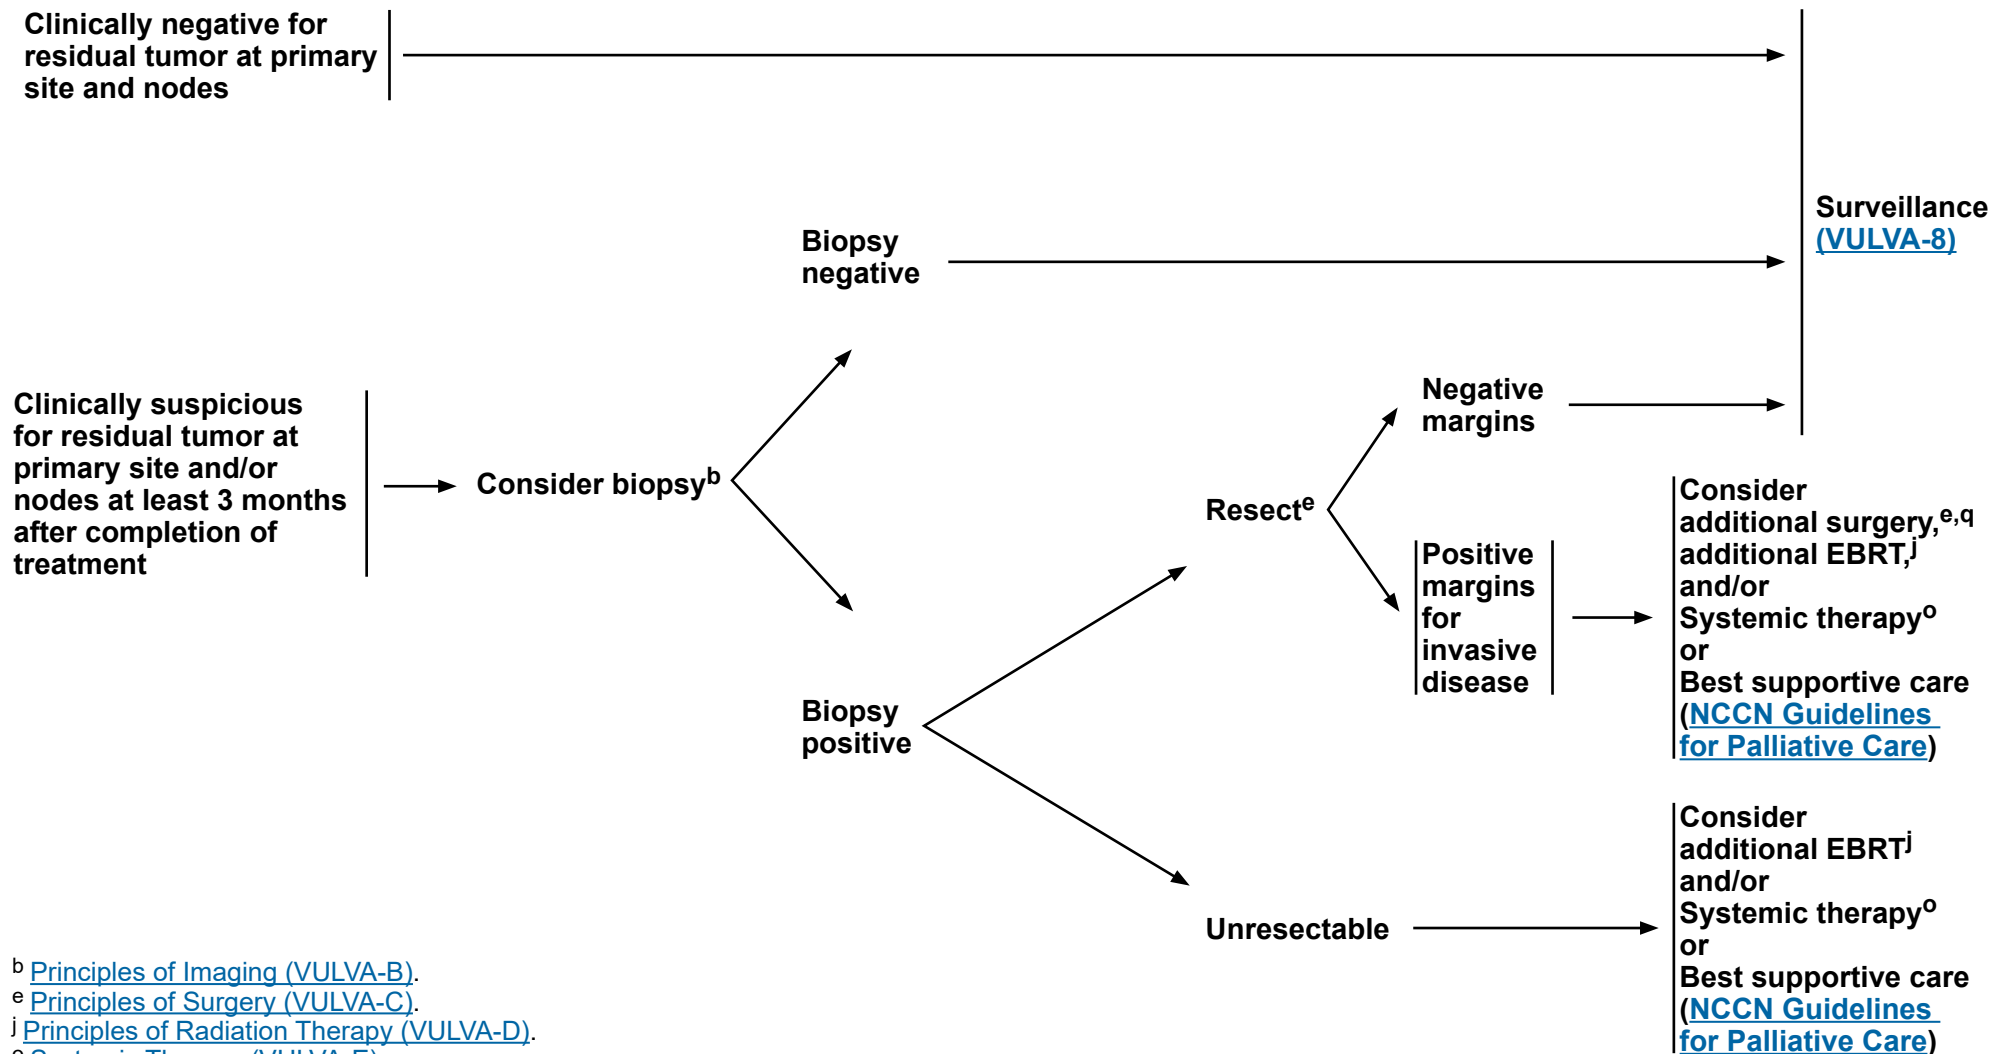 Clinically negative for
residual tumor at primary
site and nodes
Surveillance
(VULVA-8)
Biopsy
negative
Clinically suspicious
for residual tumor at
primary site and/or
nodes at least 3 months
after completion of
treatment
Consider biopsyᵇ
Negative
margins
Resectᵉ
Positive
margins
for
invasive
disease
Consider
additional surgery,ᵉ,q
additional EBRT,ʲ
and/or
Systemic therapyᵒ
or
Best supportive care
(NCCN Guidelines
for Palliative Care)
Biopsy
positive
Unresectable
Consider
additional EBRTʲ
and/or
Systemic therapyᵒ
or
Best supportive care
(NCCN Guidelines
for Palliative Care)
ᵇ Principles of Imaging (VULVA-B).
ᵉ Principles of Surgery (VULVA-C).
ʲ Principles of Radiation Therapy (VULVA-D).